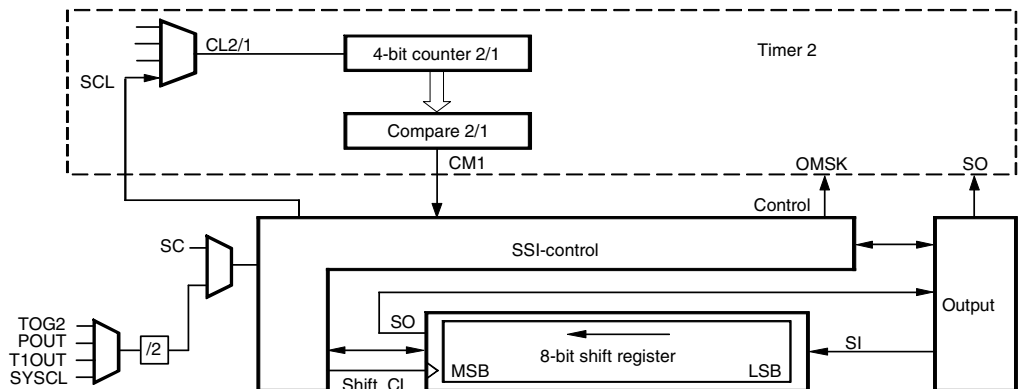 CL2/1
4-bit counter 2/1
Timer 2
SCL
Compare 2/1
CM1
OMSK
SO
Control
SC
SSI-control
TOG2
POUT
T1OUT
SYSCL
/2
SO
8-bit shift register
MSB
LSB
SI
Output
Shift_CL